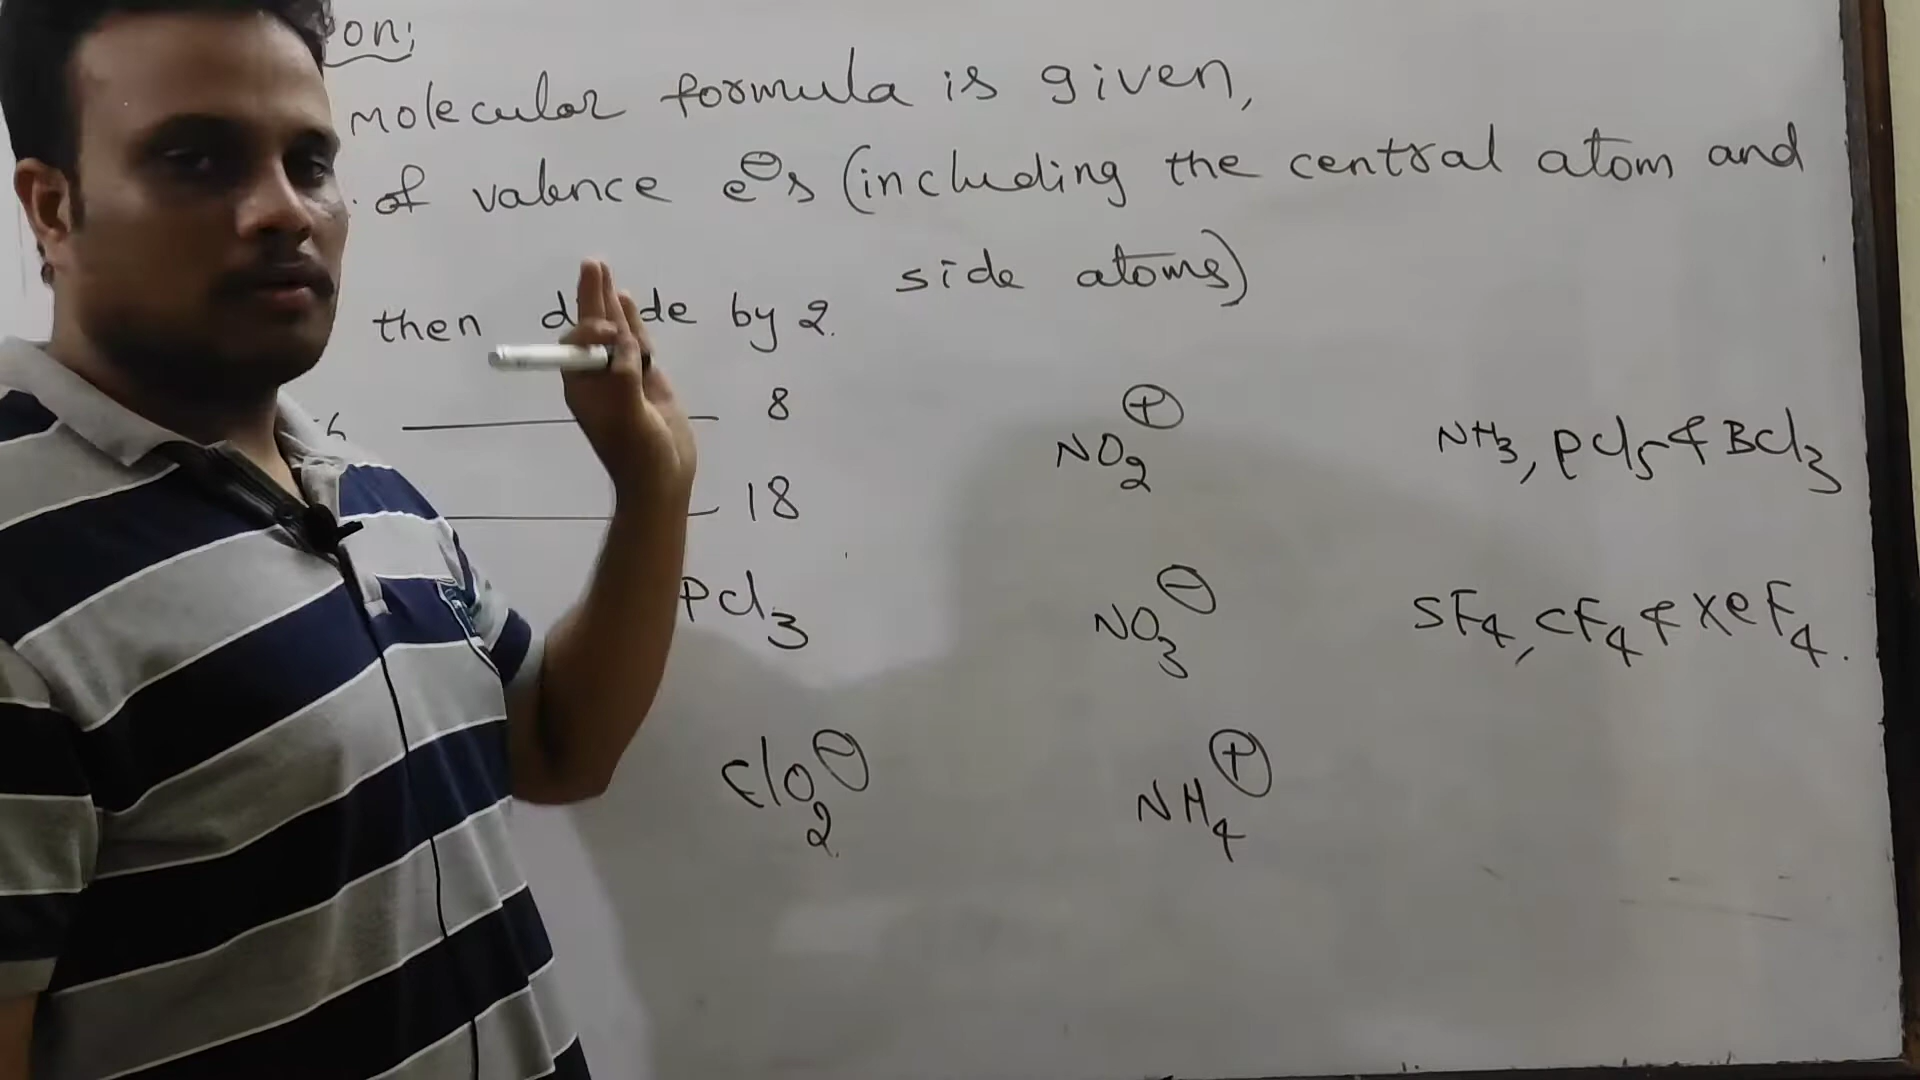 on;
molecular formula is given,
. of valence e⊖s (including the central atom and
side atoms)
then de by 2.
56 — 8
— 18
NO2⊕
NH3, PCl5 & BCl3
PCl3
NO3⊖
SF4, CF4 & XeF4.
ClO2⊖
NH4⊕